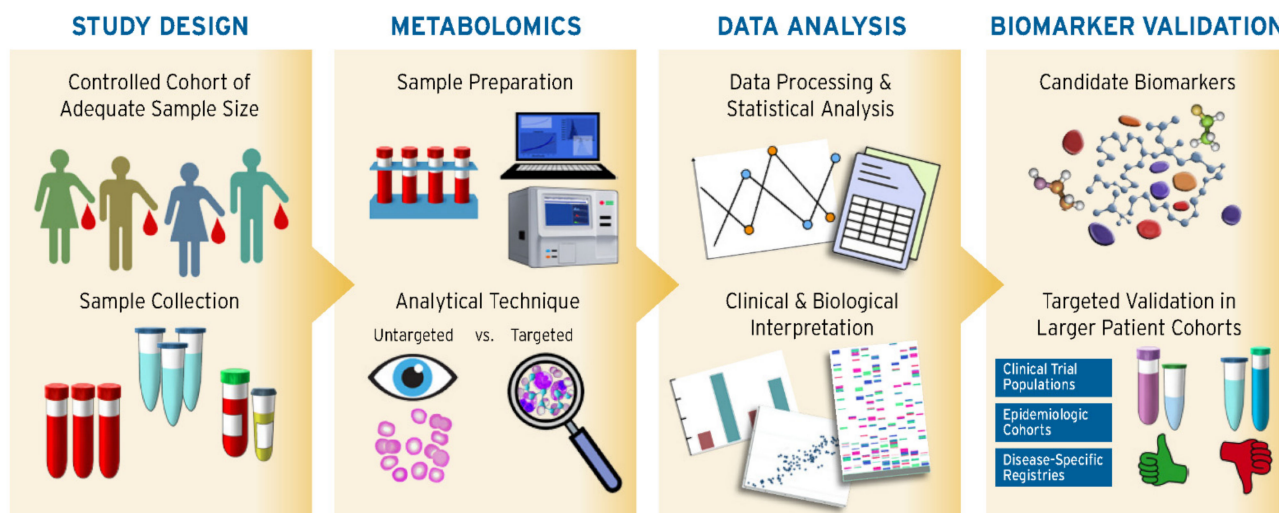 STUDY DESIGN
Controlled Cohort of
Adequate Sample Size
Sample Collection
METABOLOMICS
Sample Preparation
Analytical Technique
Untargeted vs. Targeted
DATA ANALYSIS
Data Processing &
Statistical Analysis
Clinical & Biological
Interpretation
BIOMARKER VALIDATION
Candidate Biomarkers
Targeted Validation in
Larger Patient Cohorts
Clinical Trial
Populations
Epidemiologic
Cohorts
Disease-Specific
Registries